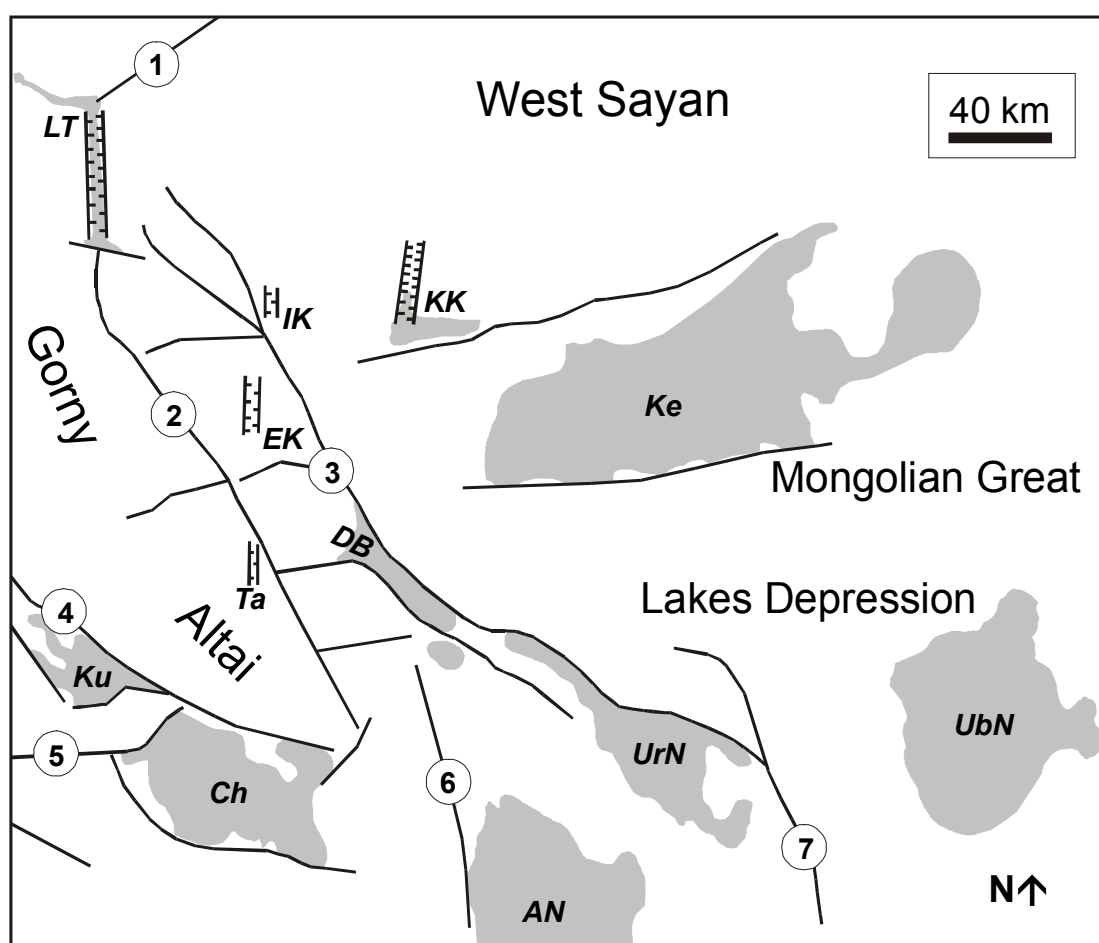 1
West Sayan
40 km
LT
IK
KK
Gorny
Ke
2
EK
3
Mongolian Great
DB
Ta
4
Altai
Lakes Depression
Ku
5
Ch
6
UrN
UbN
7
AN
N↑